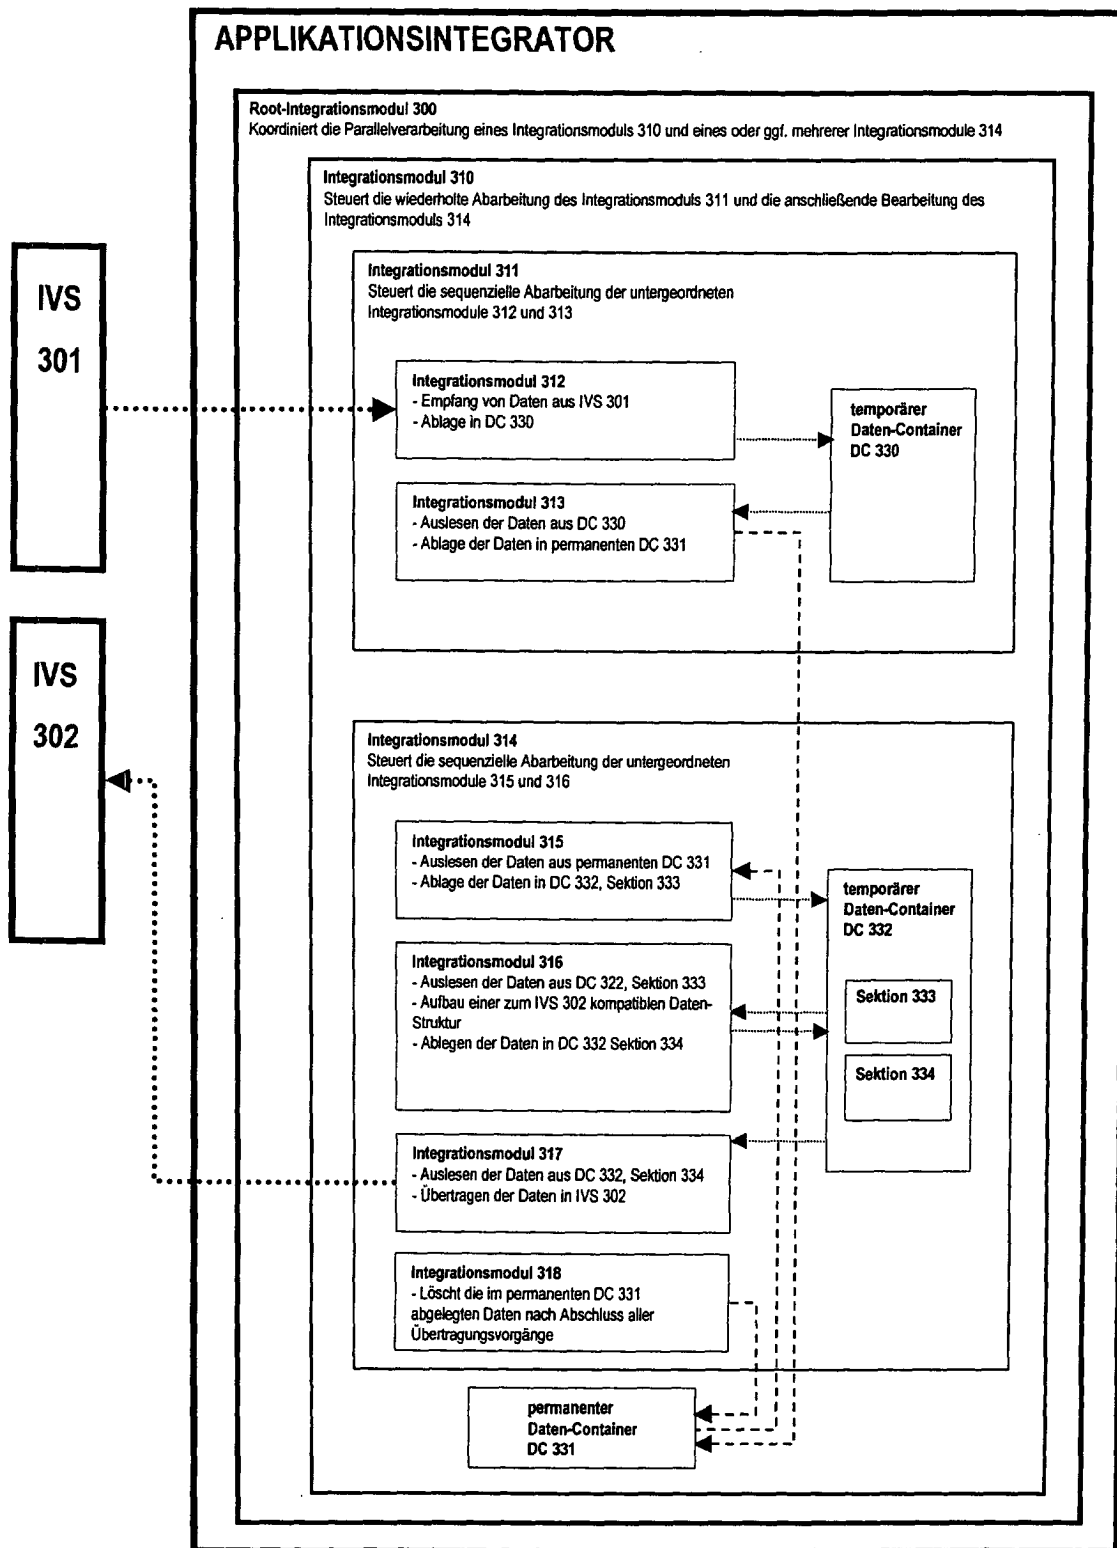 APPLIKATIONSINTEGRATOR
Root-Integrationsmodul 300
Koordiniert die Parallelverarbeitung eines Integrationsmoduls 310 und eines oder ggf. mehrerer Integrationsmodule 314
Integrationsmodul 310
Steuert die wiederholte Abarbeitung des Integrationsmoduls 311 und die anschließende Bearbeitung des
Integrationsmoduls 314
IVS
301
Integrationsmodul 311
Steuert die sequenzielle Abarbeitung der untergeordneten
Integrationsmodule 312 und 313
Integrationsmodul 312
- Empfang von Daten aus IVS 301
- Ablage in DC 330
temporärer
Daten-Container
DC 330
Integrationsmodul 313
- Auslesen der Daten aus DC 330
- Ablage der Daten in permanenten DC 331
IVS
302
Integrationsmodul 314
Steuert die sequenzielle Abarbeitung der untergeordneten
Integrationsmodule 315 und 316
Integrationsmodul 315
- Auslesen der Daten aus permanenten DC 331
- Ablage der Daten in DC 332, Sektion 333
temporärer
Daten-Container
DC 332
Integrationsmodul 316
- Auslesen der Daten aus DC 322, Sektion 333
- Aufbau einer zum IVS 302 kompatiblen Daten-
Struktur
- Ablegen der Daten in DC 332 Sektion 334
Sektion 333
Sektion 334
Integrationsmodul 317
- Auslesen der Daten aus DC 332, Sektion 334
- Übertragen der Daten in IVS 302
Integrationsmodul 318
- Löscht die im permanenten DC 331
abgelegten Daten nach Abschluss aller
Übertragungsvorgänge
permanenter
Daten-Container
DC 331